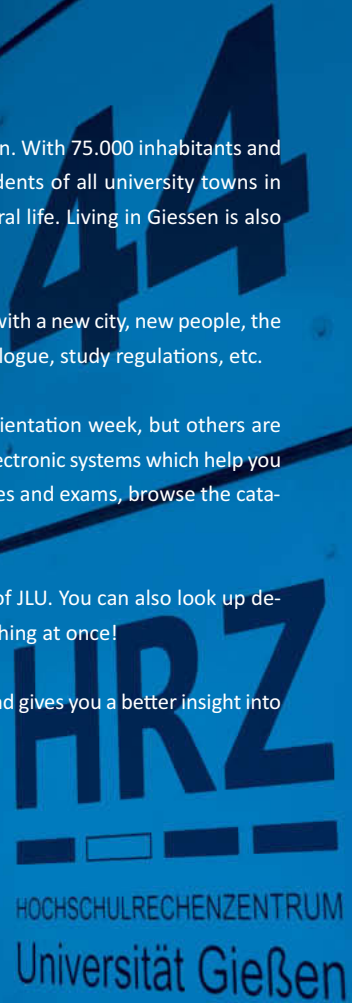 44
n. With 75.000 inhabitants and
dents of all university towns in
ral life. Living in Giessen is also
with a new city, new people, the
logue, study regulations, etc.
ientation week, but others are
ectronic systems which help you
es and exams, browse the cata-
of JLU. You can also look up de-
hing at once!
nd gives you a better insight into
HRZ
HOCHSCHULRECHENZENTRUM
Universität Gießen